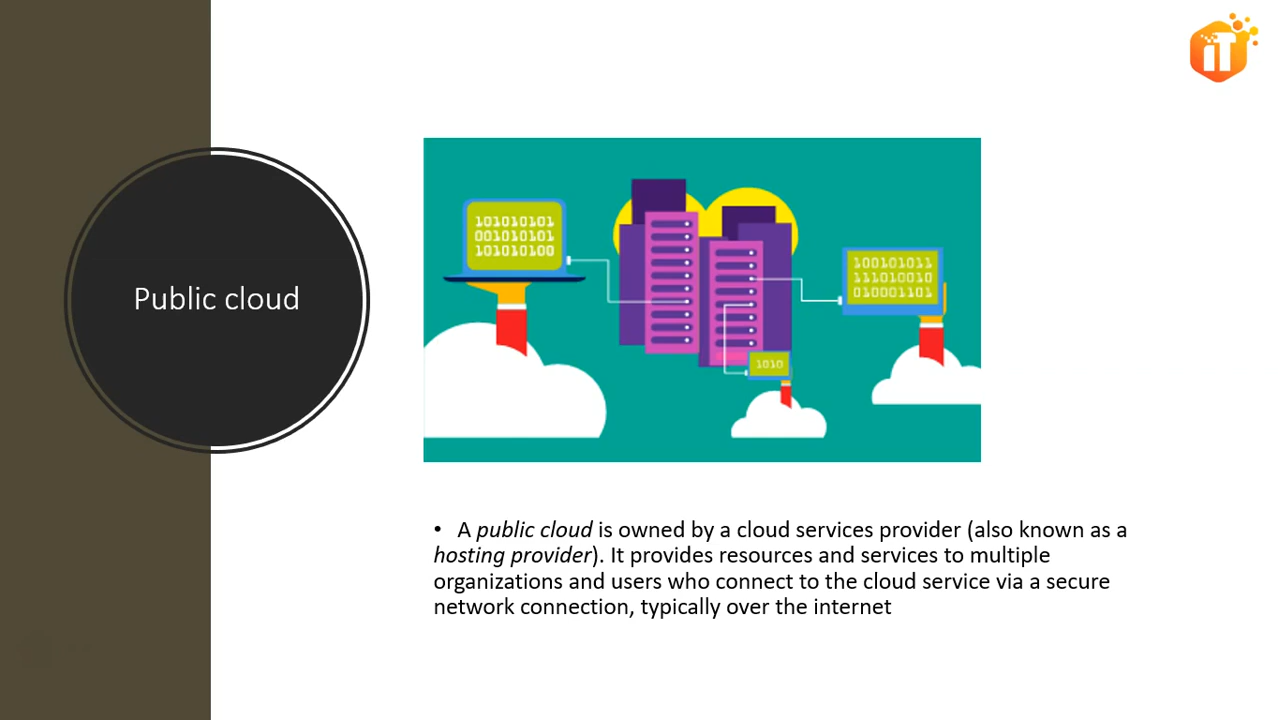 iT
Public cloud
101010101
001010101
101010100
100101011
111010010
010001101
1010
• A public cloud is owned by a cloud services provider (also known as a
hosting provider). It provides resources and services to multiple
organizations and users who connect to the cloud service via a secure
network connection, typically over the internet